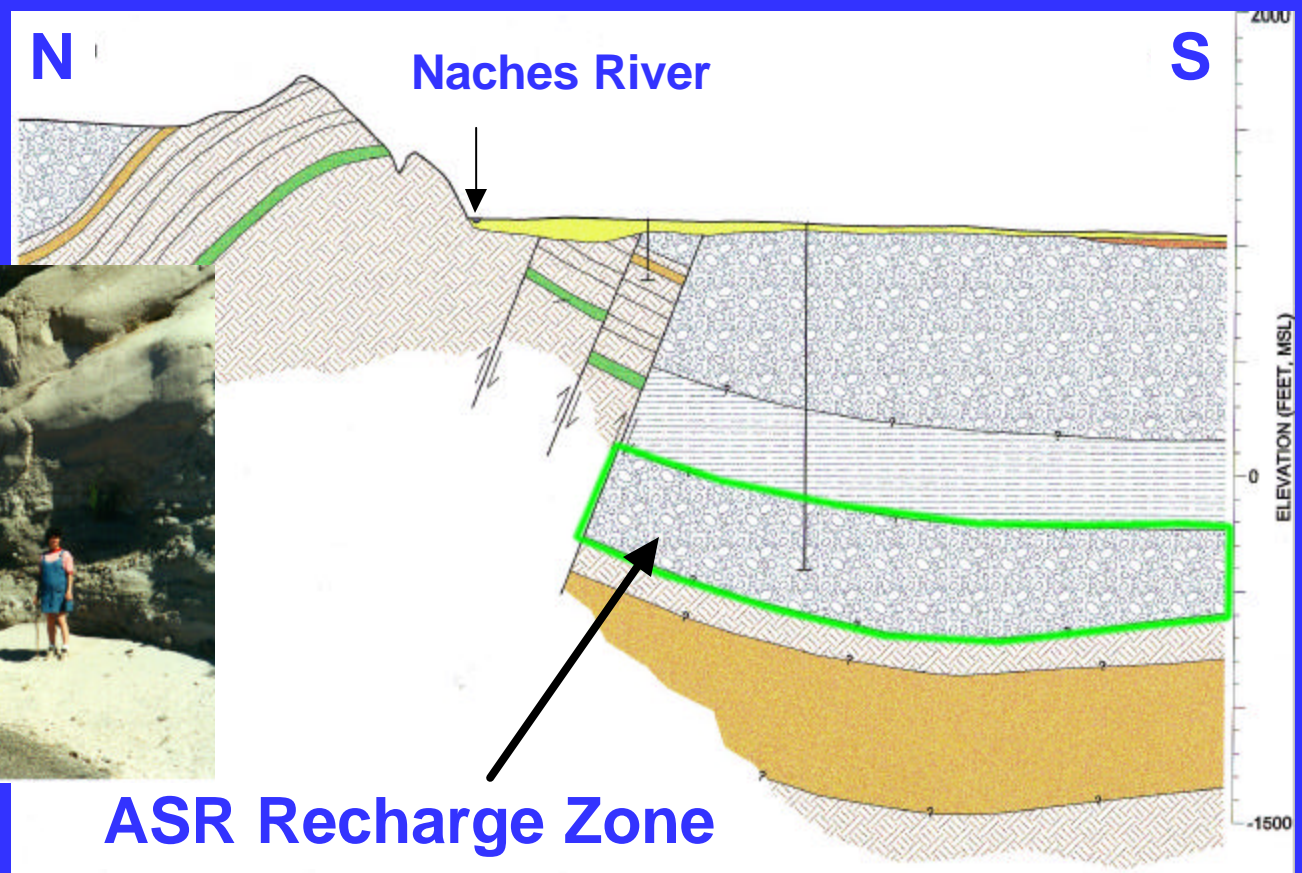 N
S
Naches River
2000
0
ELEVATION (FEET, MSL)
-1500
?
?
?
?
?
?
?
?
?
?
ASR Recharge Zone